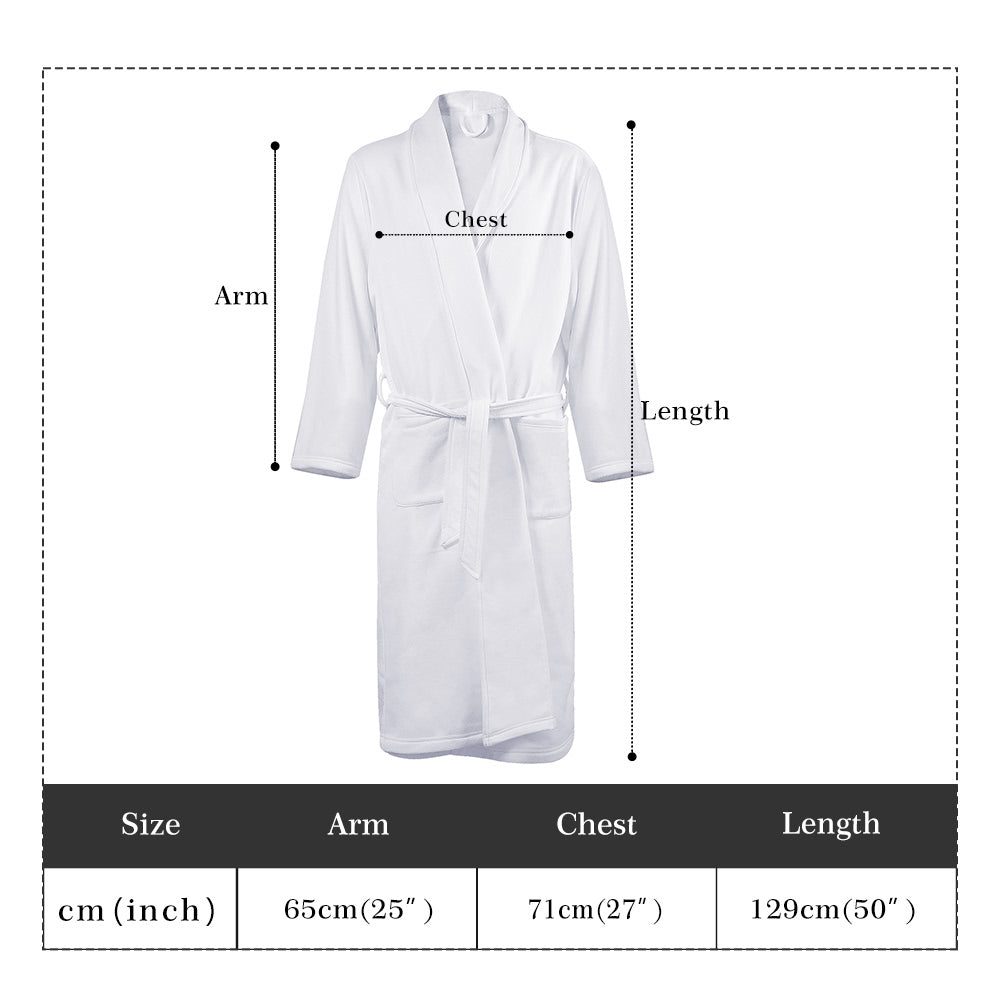 Chest
Arm
Length
Size Arm Chest Length
cm(inch) 65cm(25″) 71cm(27″) 129cm(50″)